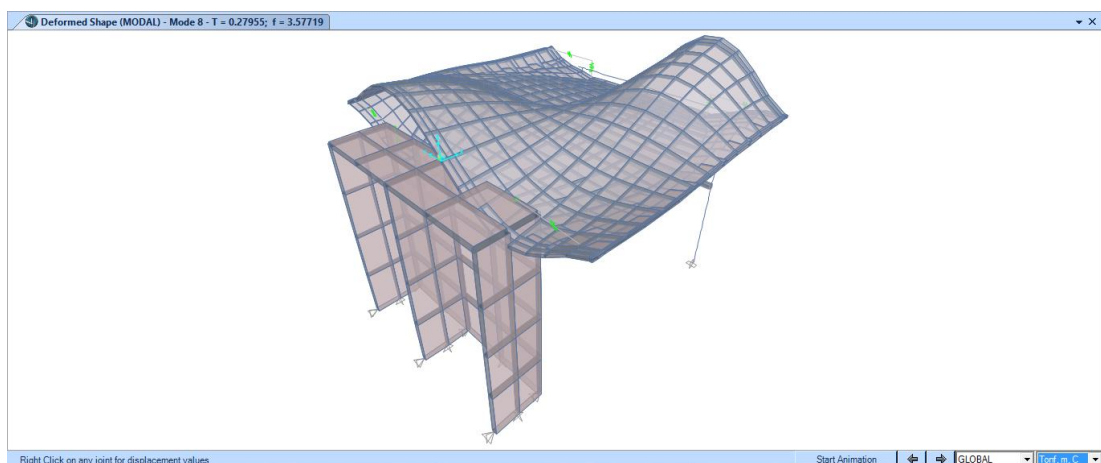 Deformed Shape (MODAL) - Mode 8 - T = 0.27955; f = 3.57719
Right Click on any joint for displacement values
Start Animation
GLOBAL
Tonf, m, C